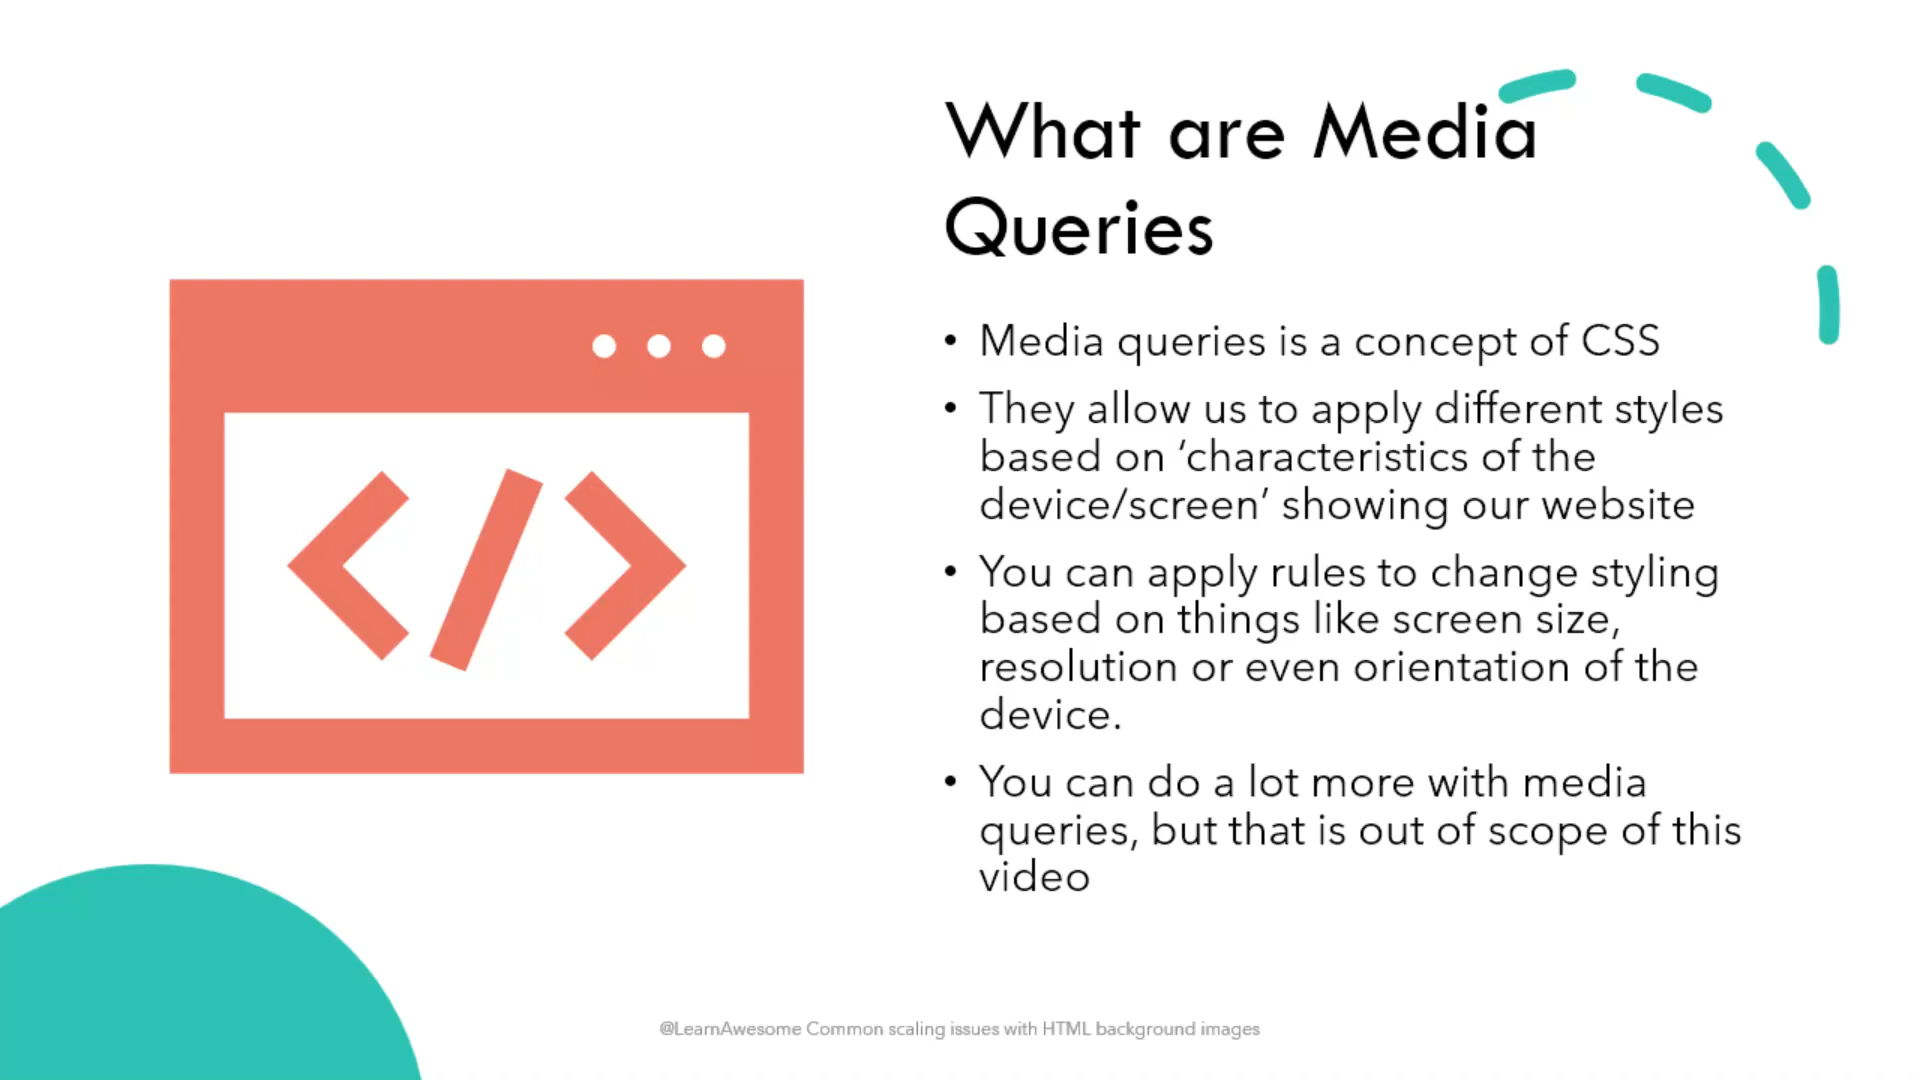 What are Media
Queries
• Media queries is a concept of CSS
• They allow us to apply different styles
based on ‘characteristics of the
device/screen’ showing our website
• You can apply rules to change styling
based on things like screen size,
resolution or even orientation of the
device.
• You can do a lot more with media
queries, but that is out of scope of this
video
@LearnAwesome Common scaling issues with HTML background images